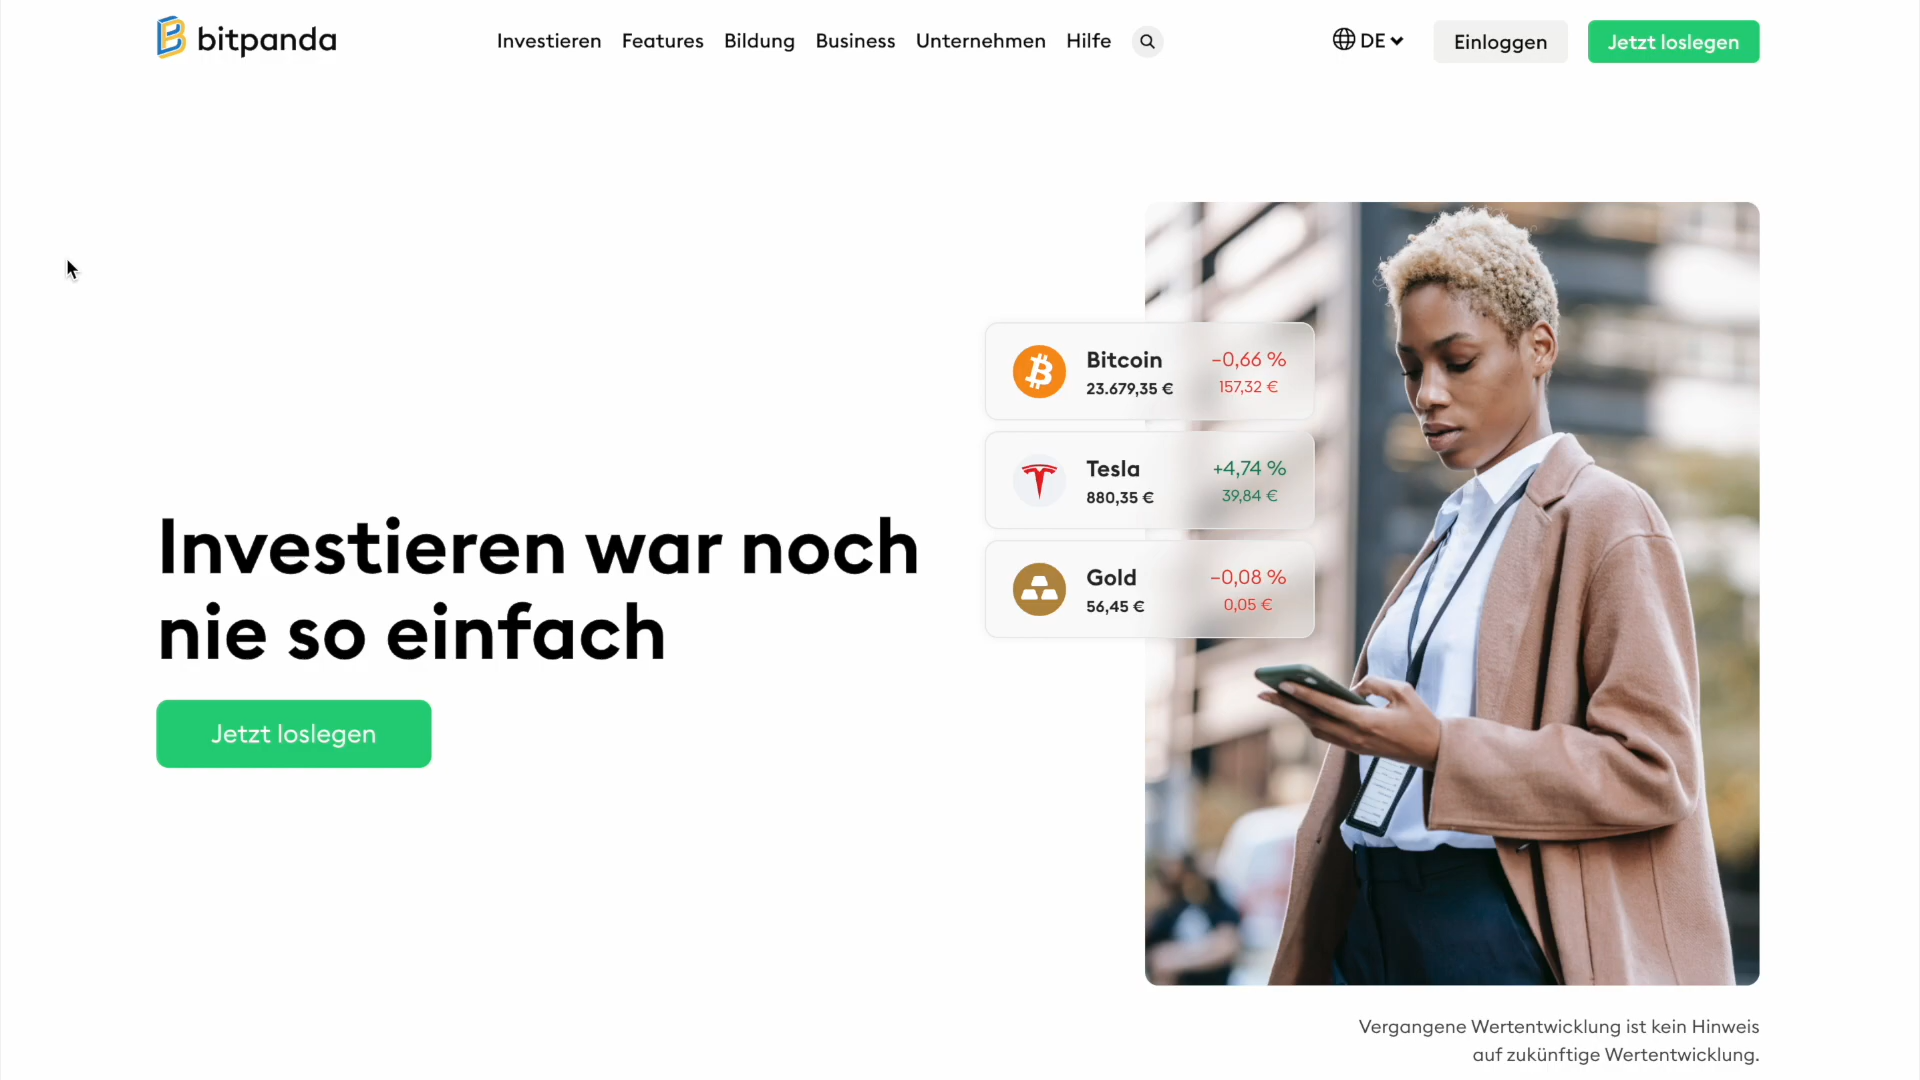 bitpanda
Investieren Features Bildung Business Unternehmen Hilfe
DE
Einloggen
Jetzt loslegen
Investieren war noch
nie so einfach
Jetzt loslegen
Bitcoin −0,66 %
23.679,35 € 157,32 €
Tesla +4,74 %
880,35 € 39,84 €
Gold −0,08 %
56,45 € 0,05 €
Vergangene Wertentwicklung ist kein Hinweis
auf zukünftige Wertentwicklung.